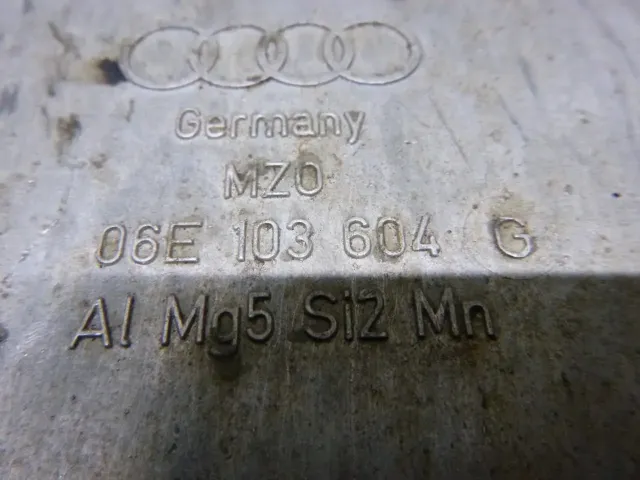 Germany
MZO
06E 103 604 G
Al Mg5 Si2 Mn